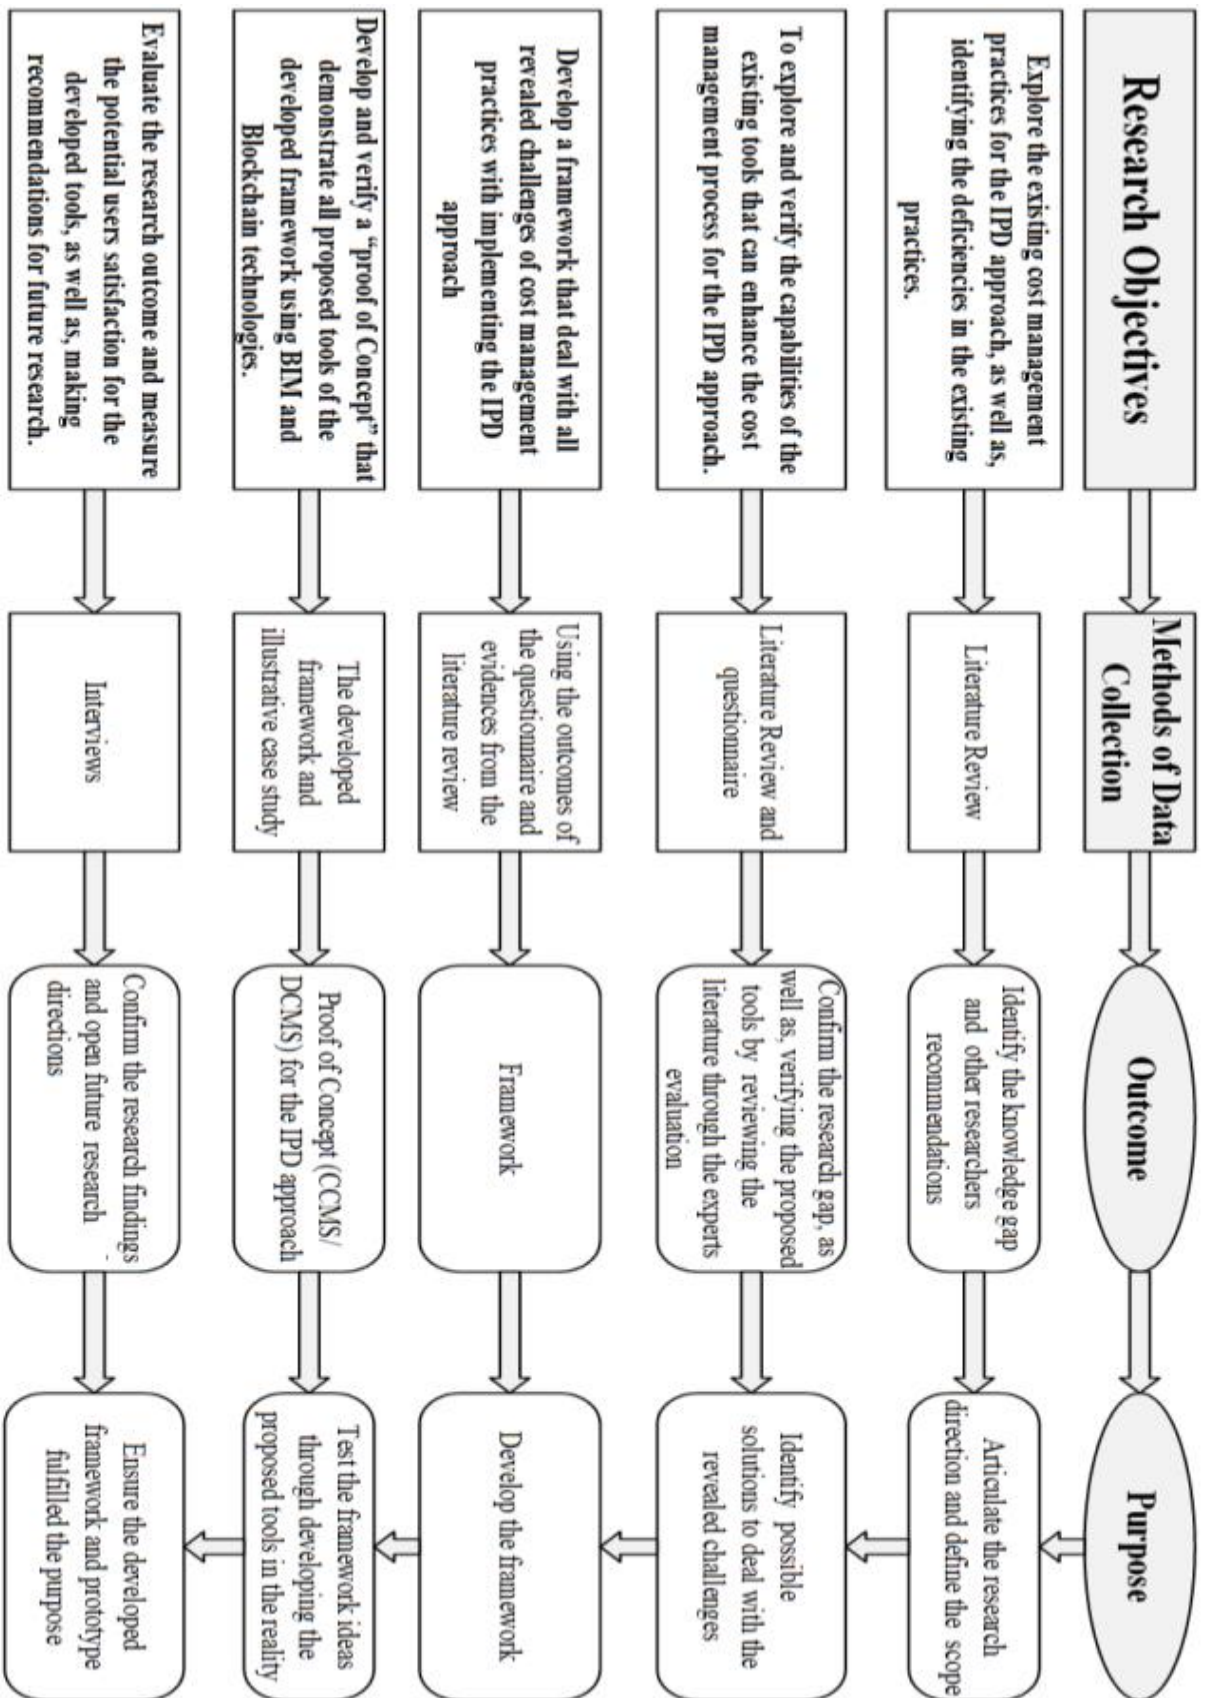 Research Objectives
Methods of Data
Collection
Outcome
Purpose
Explore the existing cost management
practices for the IPD approach, as well as,
identifying the deficiencies in the existing
practices.
Literature Review
Identify the knowledge gap
and other researchers
recommendations
Articulate the research
direction and define the scope
To explore and verify the capabilities of the
existing tools that can enhance the cost
management process for the IPD approach.
Literature Review and
questionnaire
Confirm the research gap, as
well as, verifying the proposed
tools by reviewing the
literature through the experts
evaluation
Identify possible
solutions to deal with the
revealed challenges
Develop a framework that deal with all
revealed challenges of cost management
practices with implementing the IPD
approach
Using the outcomes of
the questionnaire and
evidences from the
literature review
Framework
Develop the framework
Develop and verify a “proof of Concept” that
demonstrate all proposed tools of the
developed framework using BIM and
Blockchain technologies.
The developed
framework and
illustrative case study
Proof of Concept (CCMS/
DCMS) for the IPD approach
Test the framework ideas
through developing the
proposed tools in the reality
Evaluate the research outcome and measure
the potential users satisfaction for the
developed tools, as well as, making
recommendations for future research.
Interviews
Confirm the research findings
and open future research
directions
Ensure the developed
framework and prototype
fulfilled the purpose